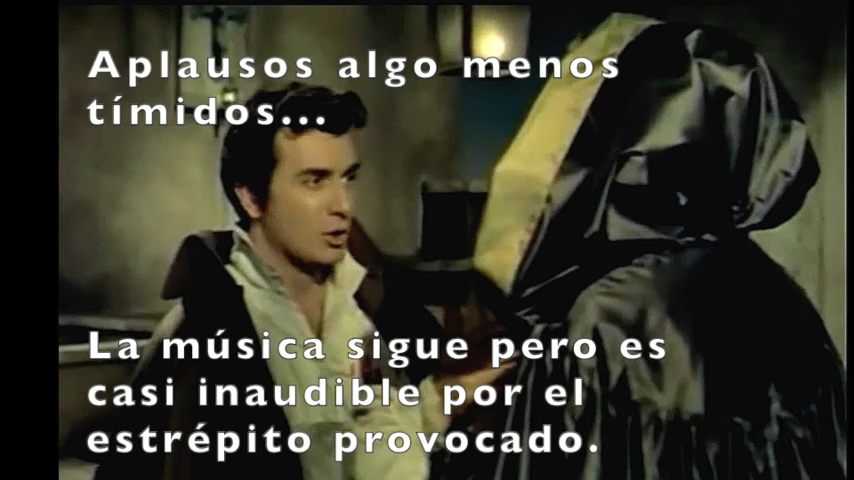 Aplausos algo menos
tímidos...
La música sigue pero es
casi inaudible por el
estrépito provocado.